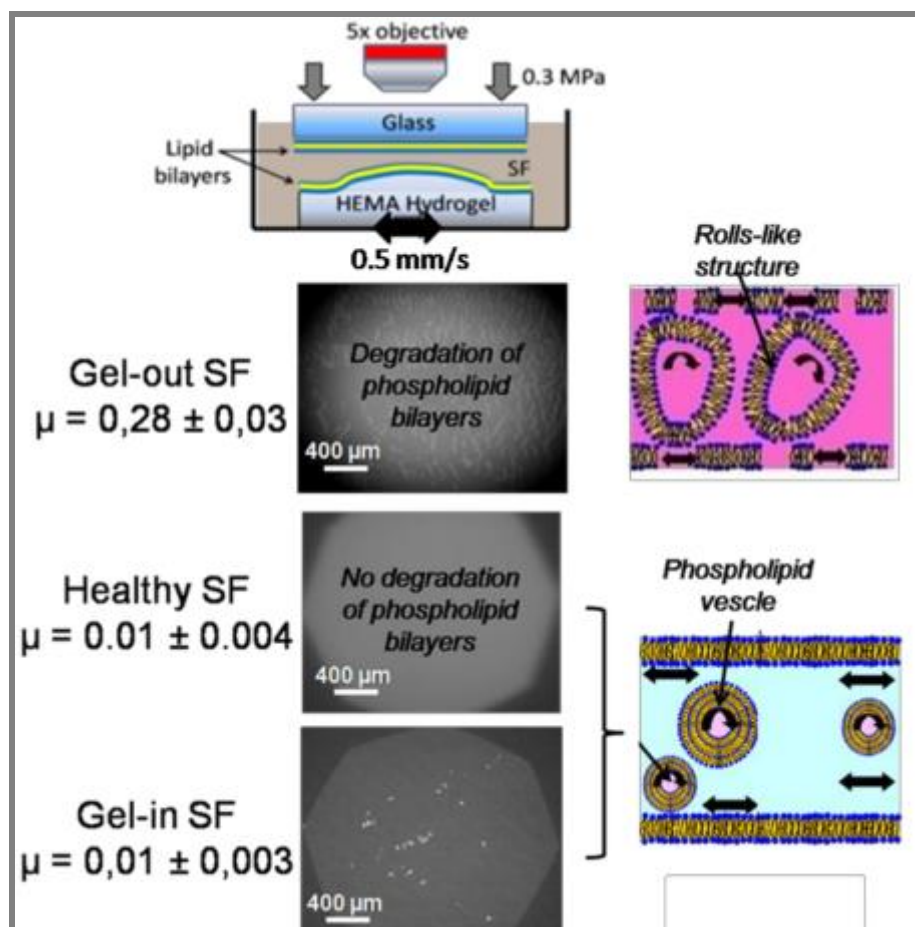 5x objective
0.3 MPa
Glass
Lipid
bilayers
SF
HEMA Hydrogel
0.5 mm/s
Rolls-like
structure
Gel-out SF
μ = 0,28 ± 0,03
Degradation of
phospholipid
bilayers
400 μm
Healthy SF
μ = 0.01 ± 0.004
No degradation
of phospholipid
bilayers
400 μm
Phospholipid
vescle
Gel-in SF
μ = 0,01 ± 0,003
400 μm